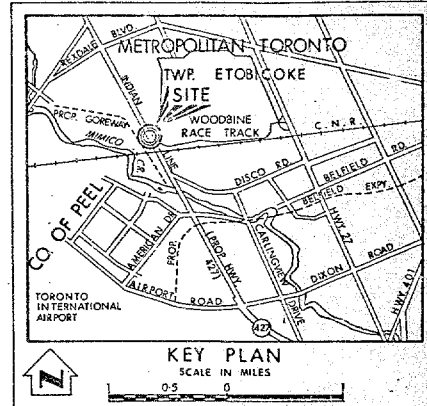 REXDALE BLVD
METROPOLITAN TORONTO
TWP. ETOBICOKE
SITE
INDIAN LINE
WOODBINE
RACE TRACK
C.N.R.
PROP. GOREWAY
MIMICO CR.
DISCO RD
BELFIELD RD
BELFIELD EXPY.
CO. OF PEEL
AMERICAN DR
PROP.
(PROP. HWY 427)
CARLINGVIEW DRIVE
HWY 27
DIXON ROAD
AIRPORT ROAD
HWY 401
TORONTO
INTERNATIONAL
AIRPORT
427
KEY PLAN
SCALE IN MILES
N
0·5 0 1